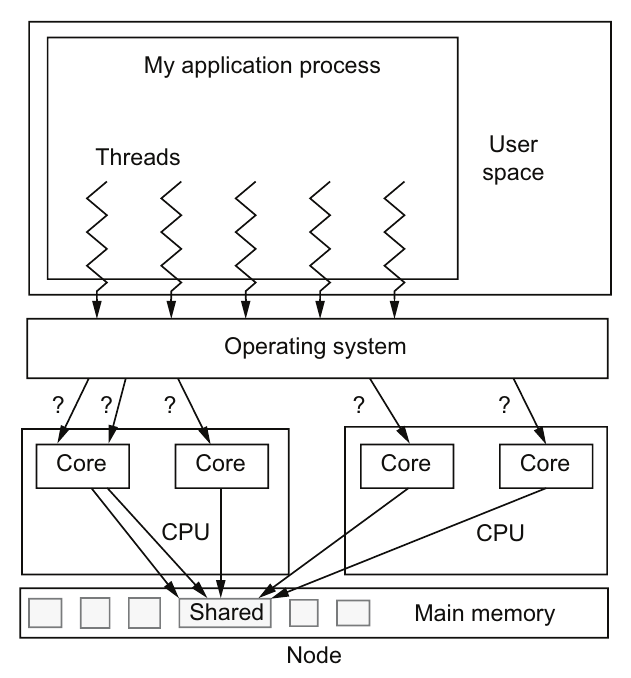 My application process
Threads
User
space
Operating system
? ? ? ? ?
Core Core Core Core
CPU CPU
Shared Main memory
Node